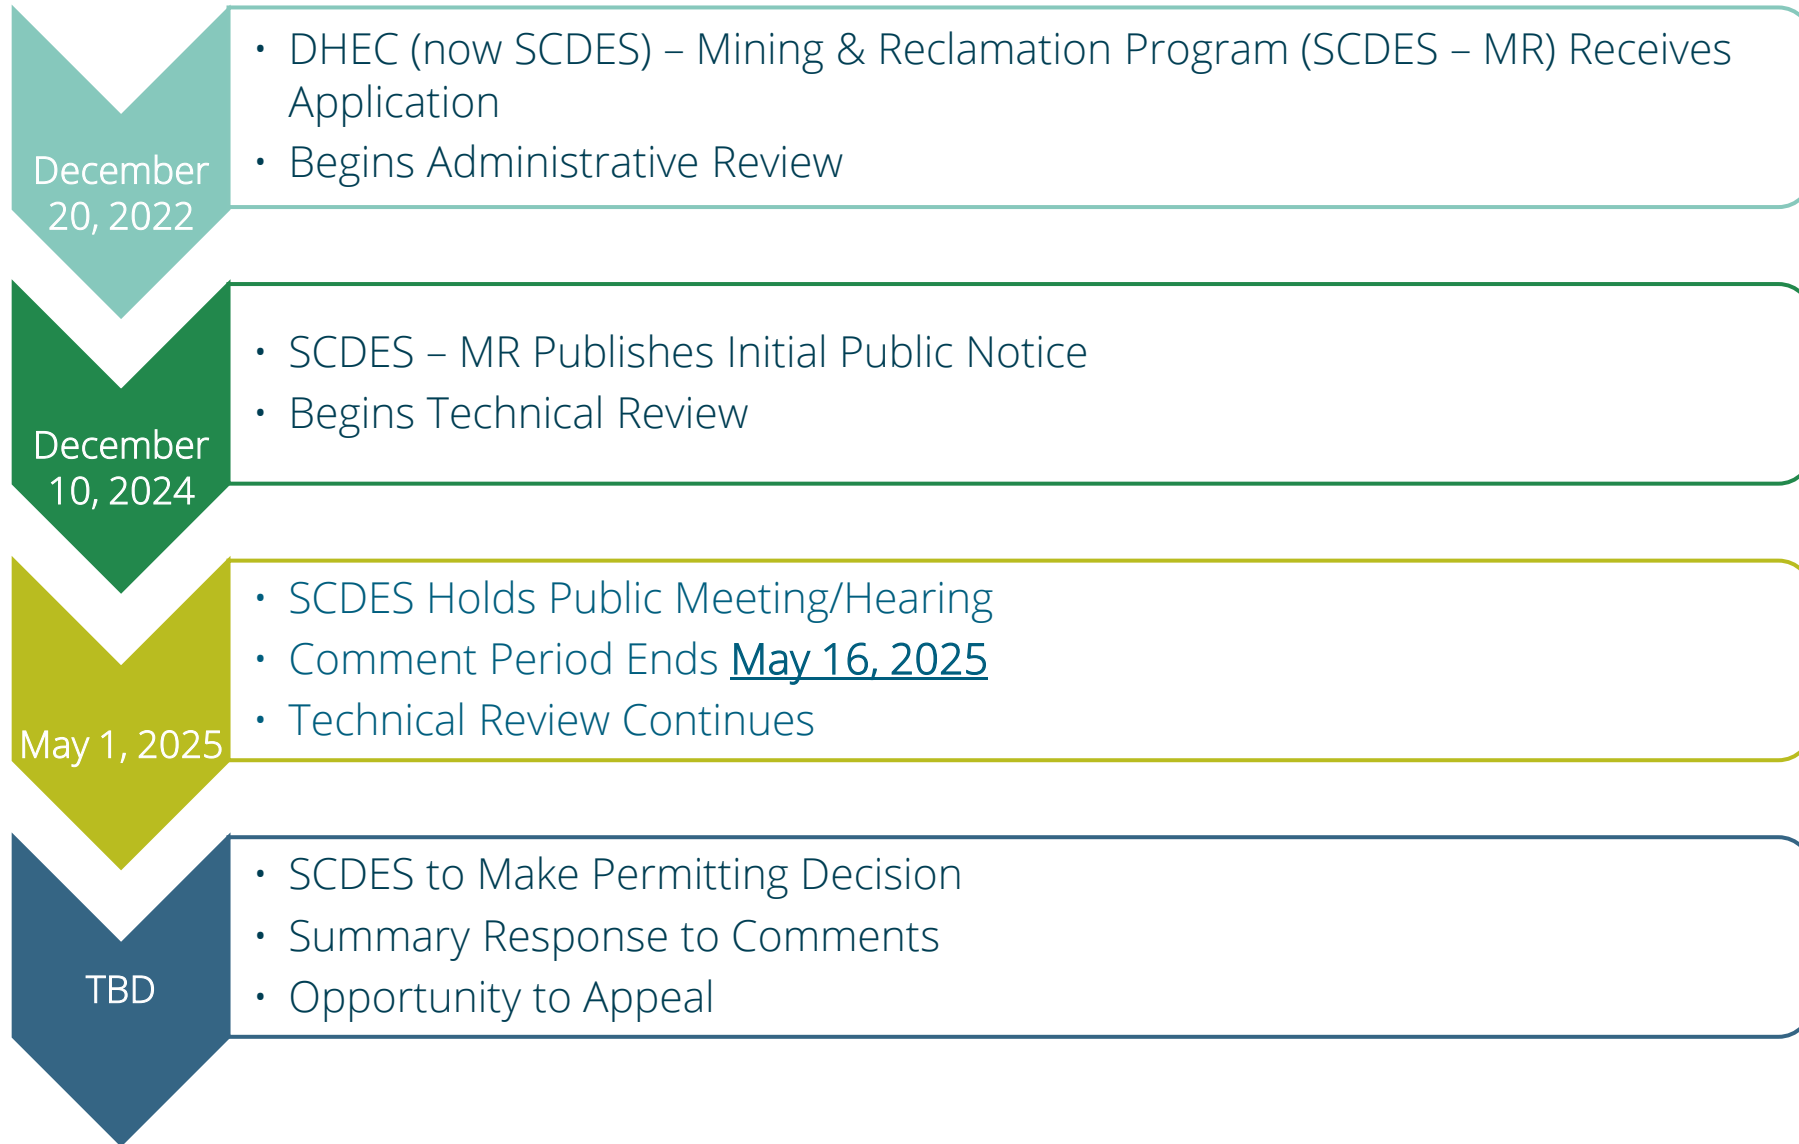 December
20, 2022
• DHEC (now SCDES) – Mining & Reclamation Program (SCDES – MR) Receives
Application
• Begins Administrative Review
December
10, 2024
• SCDES – MR Publishes Initial Public Notice
• Begins Technical Review
May 1, 2025
• SCDES Holds Public Meeting/Hearing
• Comment Period Ends May 16, 2025
• Technical Review Continues
TBD
• SCDES to Make Permitting Decision
• Summary Response to Comments
• Opportunity to Appeal